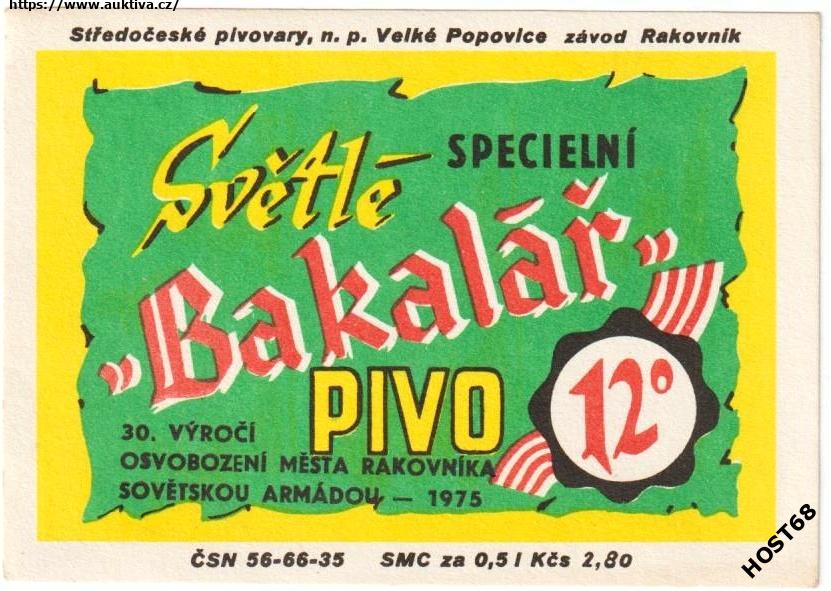 https://www.auktiva.cz/
Středočeské pivovary, n. p. Velké Popovice závod Rakovník
Světlé SPECIELNÍ
„Bakalář"
PIVO
12°
30. VÝROČÍ
OSVOBOZENÍ MĚSTA RAKOVNÍKA
SOVĚTSKOU ARMÁDOU — 1975
ČSN 56-66-35 SMC za 0,5 l Kčs 2,80
HOST68